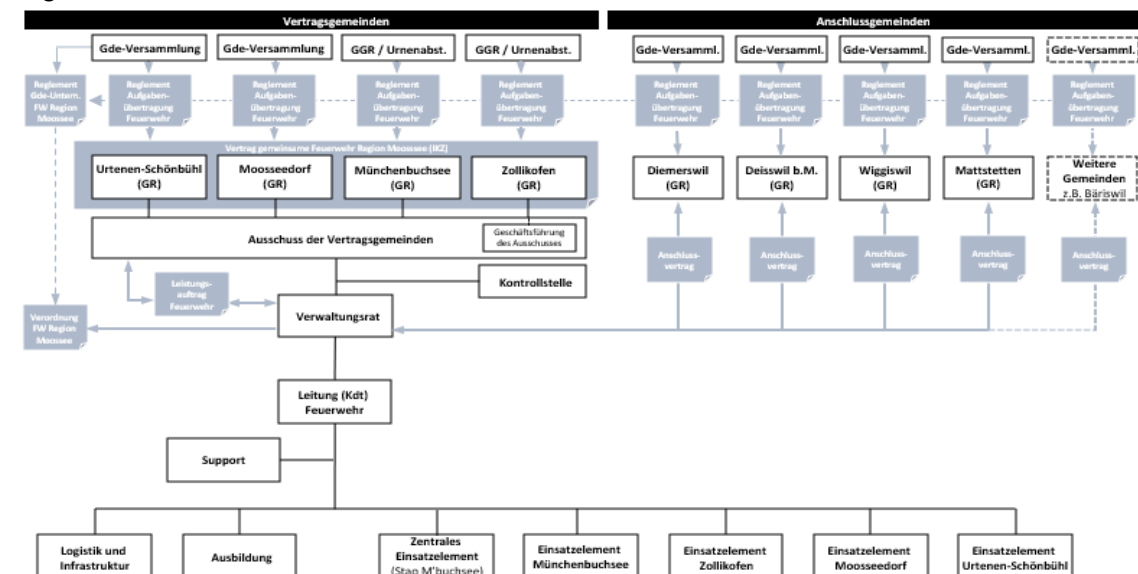 Vertragsgemeinden
Anschlussgemeinden
Gde-Versammlung
Gde-Versammlung
GGR / Urnenabst.
GGR / Urnenabst.
Gde-Versamml.
Gde-Versamml.
Gde-Versamml.
Gde-Versamml.
Gde-Versamml.
Reglement
Gde-Untern.
FW Region
Moossee
Reglement
Aufgaben-
übertragung
Feuerwehr
Reglement
Aufgaben-
übertragung
Feuerwehr
Reglement
Aufgaben-
übertragung
Feuerwehr
Reglement
Aufgaben-
übertragung
Feuerwehr
Reglement
Aufgaben-
übertragung
Feuerwehr
Reglement
Aufgaben-
übertragung
Feuerwehr
Reglement
Aufgaben-
übertragung
Feuerwehr
Reglement
Aufgaben-
übertragung
Feuerwehr
Reglement
Aufgaben-
übertragung
Feuerwehr
Vertrag gemeinsame Feuerwehr Region Moossee (IKZ)
Urtenen-Schönbühl
(GR)
Moosseedorf
(GR)
Münchenbuchsee
(GR)
Zollikofen
(GR)
Diemerswil
(GR)
Deisswil b.M.
(GR)
Wiggiswil
(GR)
Mattstetten
(GR)
Weitere
Gemeinden
z.B. Bäriswil
Ausschuss der Vertragsgemeinden
Geschäftsführung
des Ausschusses
Anschluss-
vertrag
Anschluss-
vertrag
Anschluss-
vertrag
Anschluss-
vertrag
Anschluss-
vertrag
Leistungs-
auftrag
Feuerwehr
Kontrollstelle
Verordnung
FW Region
Moossee
Verwaltungsrat
Leitung (Kdt)
Feuerwehr
Support
Logistik und
Infrastruktur
Ausbildung
Zentrales
Einsatzelement
(Stao M'buchsee)
Einsatzelement
Münchenbuchsee
Einsatzelement
Zollikofen
Einsatzelement
Moosseedorf
Einsatzelement
Urtenen-Schönbühl